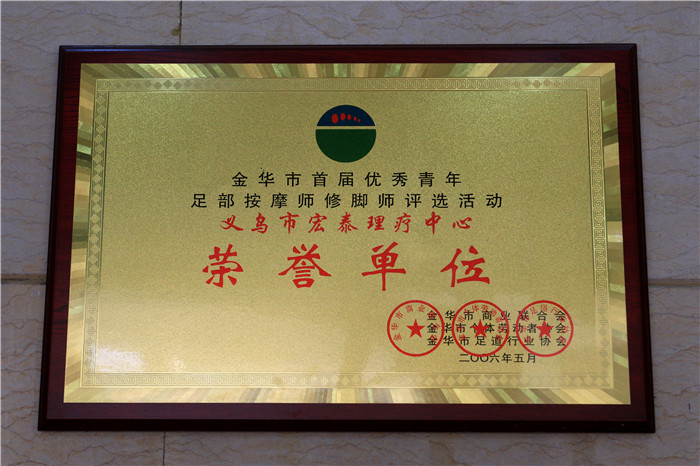 金华市首届优秀青年
足部按摩师修脚师评选活动
义乌市宏泰理疗中心
荣誉单位
金华市商业联合会
金华市个体劳动者协会
金华市足道行业协会
二〇〇六年五月